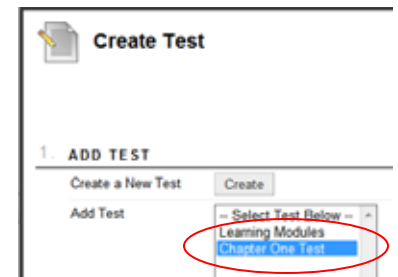 Create Test
1. ADD TEST
Create a New Test Create
Add Test -- Select Test Below --
Learning Modules
Chapter One Test